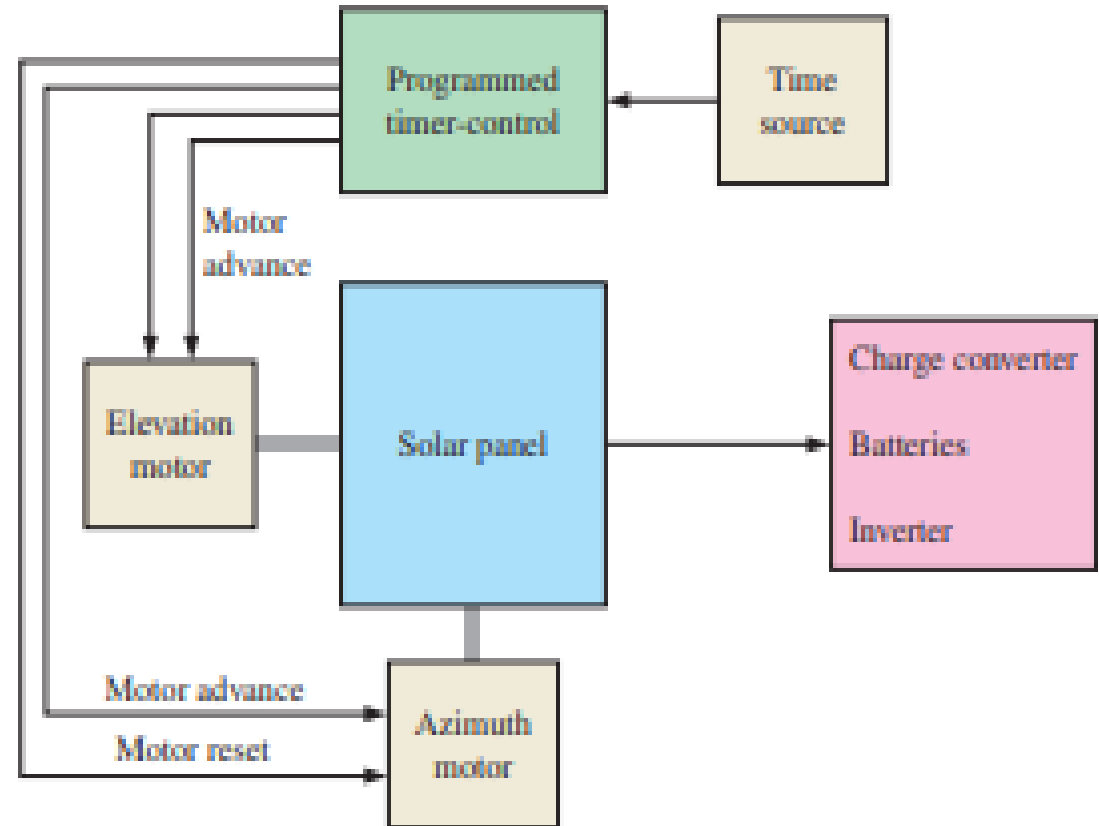 Programmed
timer-control
Time
source
Motor
advance
Elevation
motor
Solar panel
Charge converter
Batteries
Inverter
Motor advance
Motor reset
Azimuth
motor